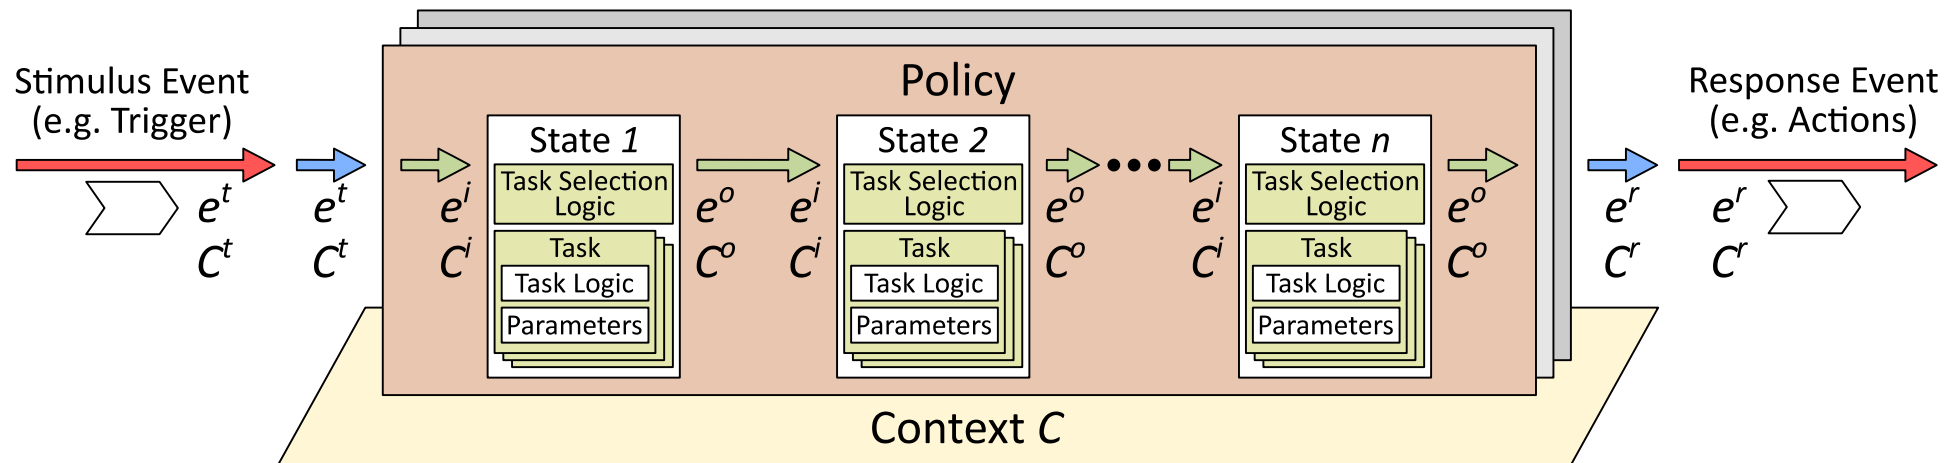 Stimulus Event
(e.g. Trigger)
e^t
C^t
e^t
C^t
Policy
e^i
C^i
State 1
Task Selection
Logic
Task
Task Logic
Parameters
e^o
C^o
e^i
C^i
State 2
Task Selection
Logic
Task
Task Logic
Parameters
e^o
C^o
•••
e^i
C^i
State n
Task Selection
Logic
Task
Task Logic
Parameters
e^o
C^o
e^r
C^r
Response Event
(e.g. Actions)
e^r
C^r
Context C